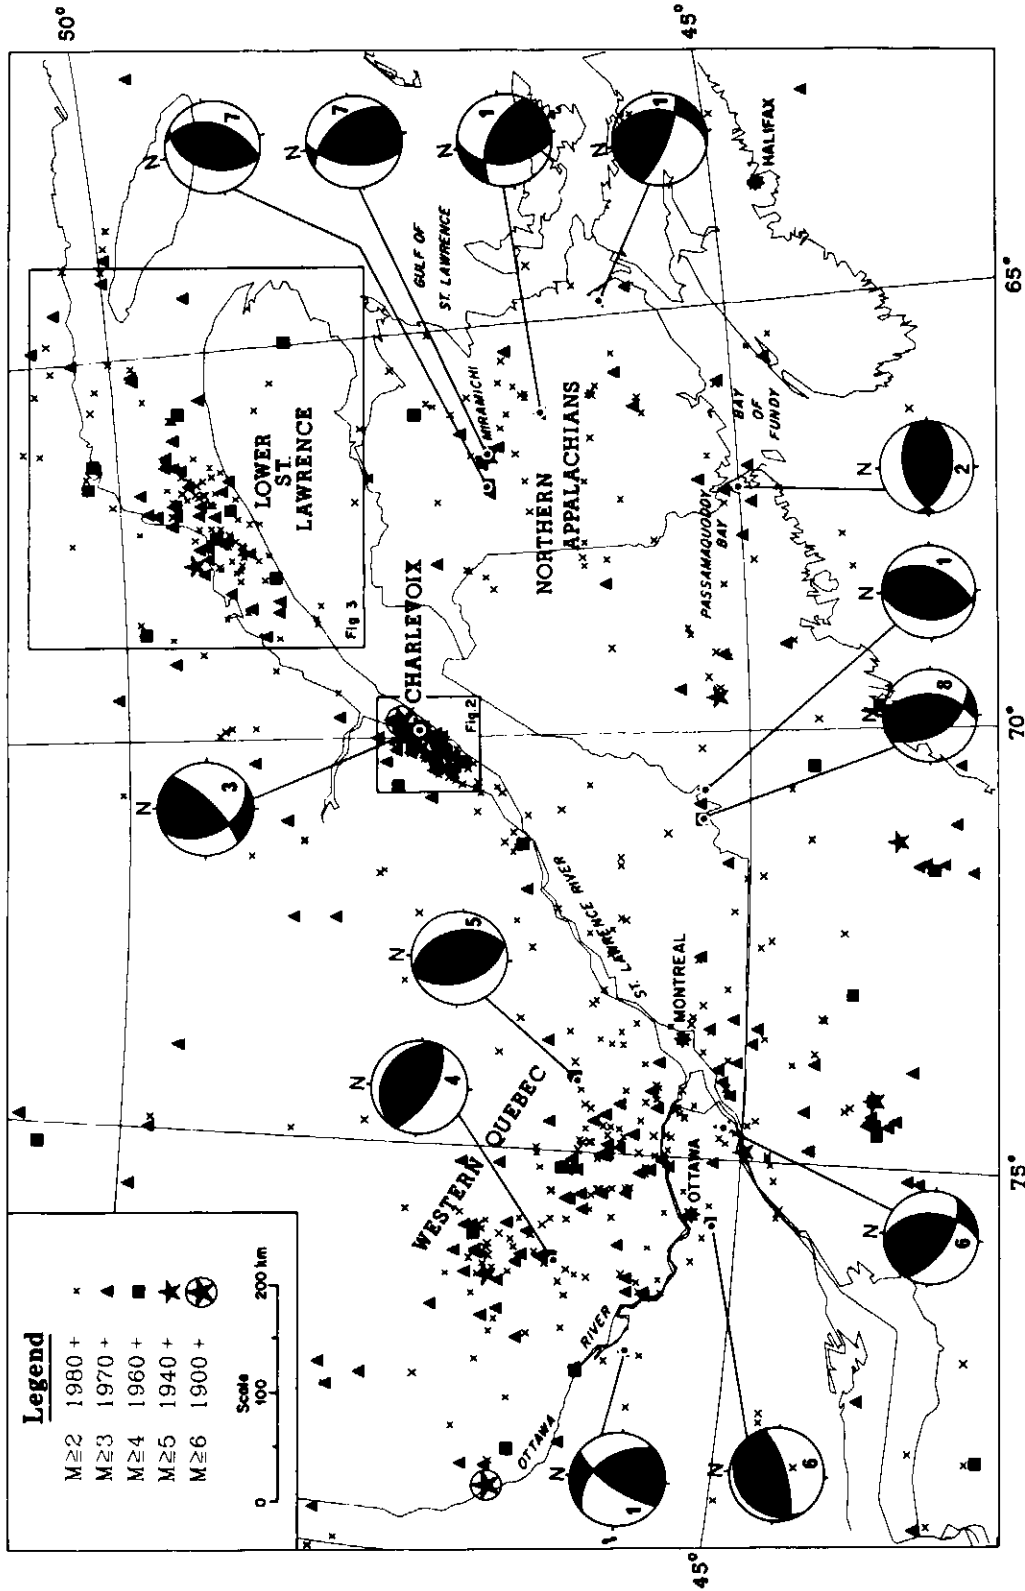 Legend
M≥2 1980+ ×
M≥3 1970+
M≥4 1960+
M≥5 1940+
M≥6 1900+
Scale
0 100 200 km
50°
45°
45°
75°
70°
65°
N
3
N
5
N
4
N
1
N
6
N
6
N
8
N
1
N
2
N
7
N
7
N
1
N
1
LOWER
ST.
LAWRENCE
Fig 3
CHARLEVOIX
Fig.2
GULF OF
ST. LAWRENCE
MIRAMICHI
NORTHERN
APPALACHIANS
PASSAMAQUODDY
BAY
BAY
OF
FUNDY
HALIFAX
WESTERN QUEBEC
ST. LAWRENCE RIVER
MONTREAL
OTTAWA
OTTAWA RIVER